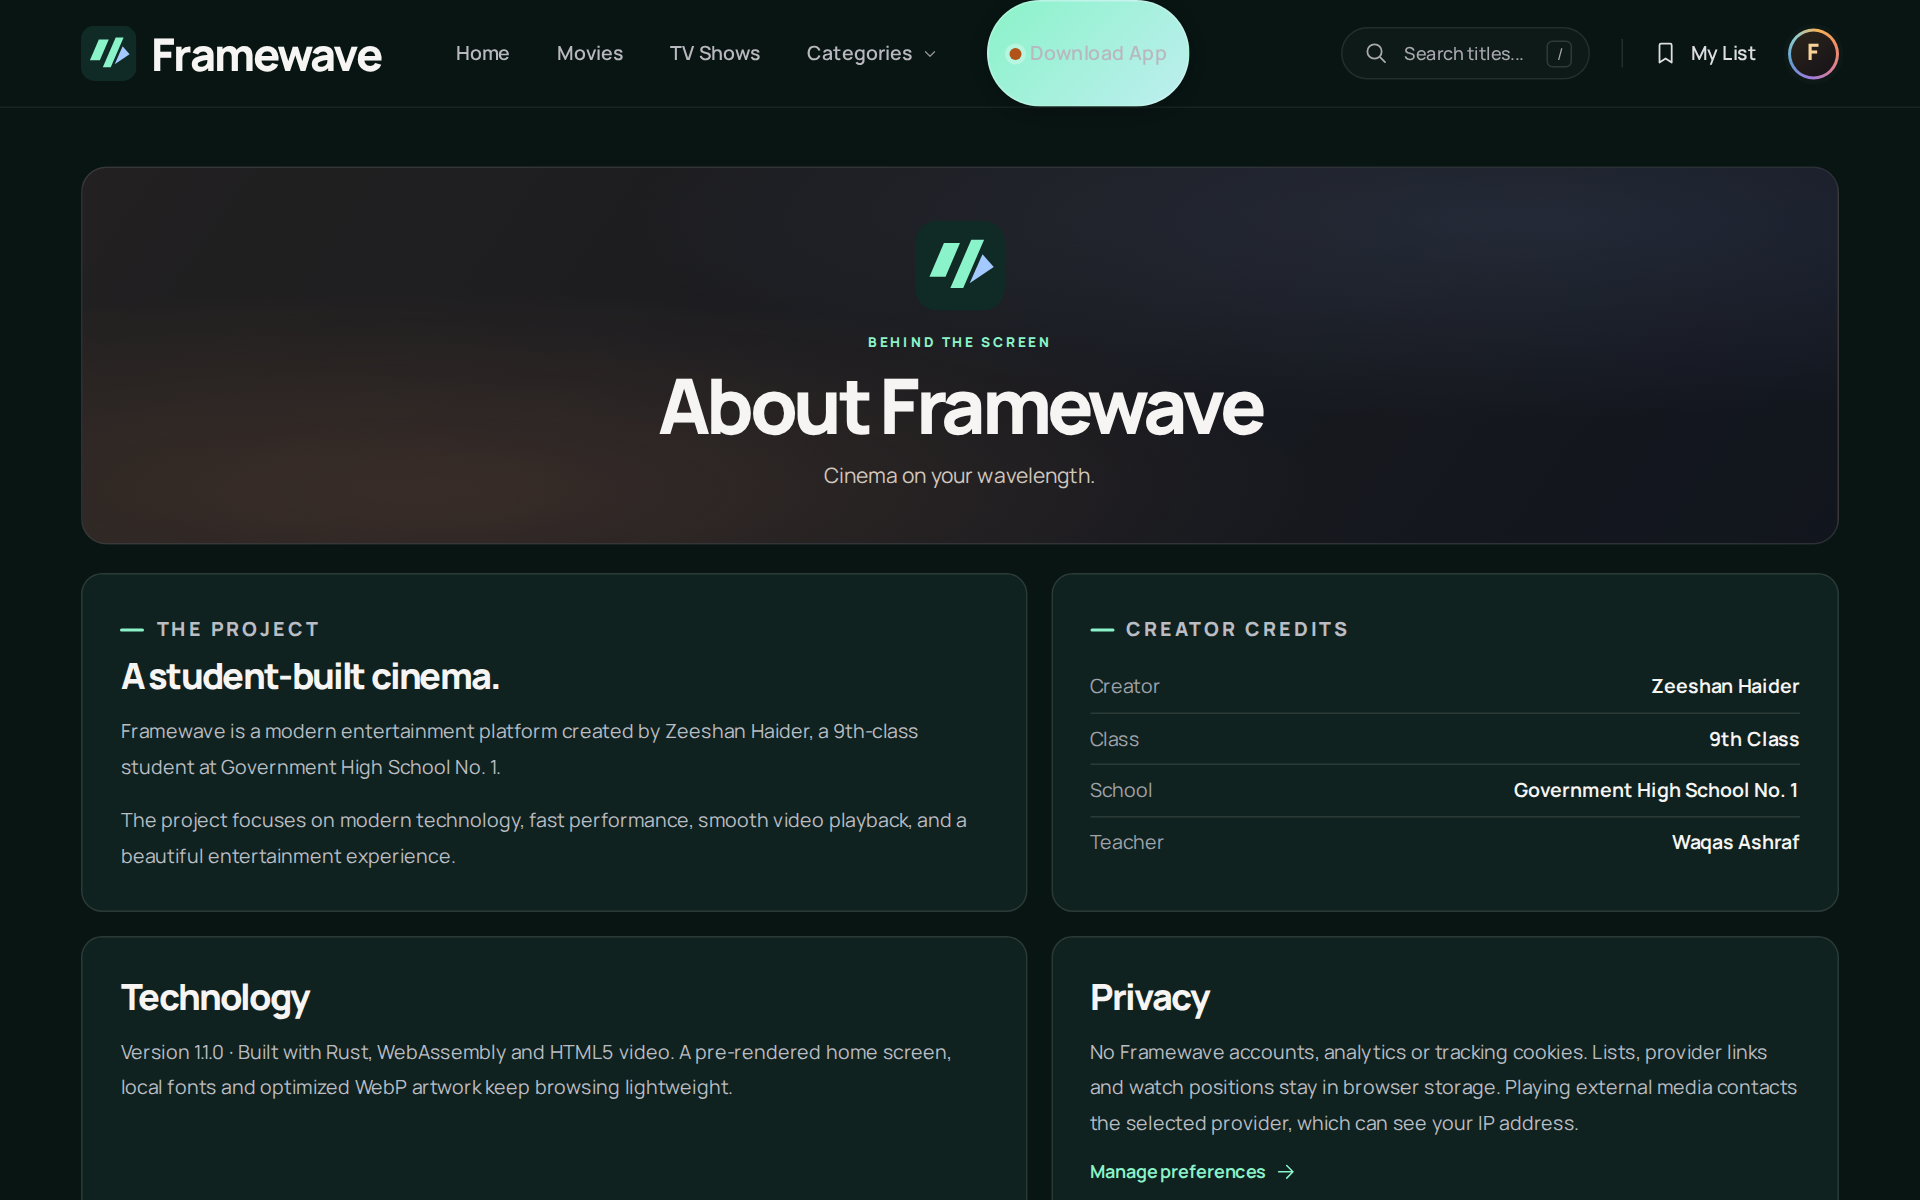 Framewave
Home
Movies
TV Shows
Categories
Download App
Search titles...
/
My List
F
BEHIND THE SCREEN
About Framewave
Cinema on your wavelength.
THE PROJECT
A student-built cinema.
Framewave is a modern entertainment platform created by Zeeshan Haider, a 9th-class
student at Government High School No. 1.
The project focuses on modern technology, fast performance, smooth video playback, and a
beautiful entertainment experience.
CREATOR CREDITS
Creator Zeeshan Haider
Class 9th Class
School Government High School No. 1
Teacher Waqas Ashraf
Technology
Version 1.1.0 · Built with Rust, WebAssembly and HTML5 video. A pre-rendered home screen,
local fonts and optimized WebP artwork keep browsing lightweight.
Privacy
No Framewave accounts, analytics or tracking cookies. Lists, provider links
and watch positions stay in browser storage. Playing external media contacts
the selected provider, which can see your IP address.
Manage preferences